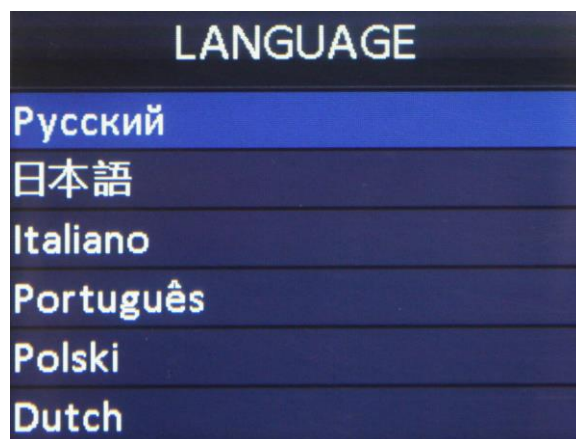 LANGUAGE
Русский
日本語
Italiano
Português
Polski
Dutch